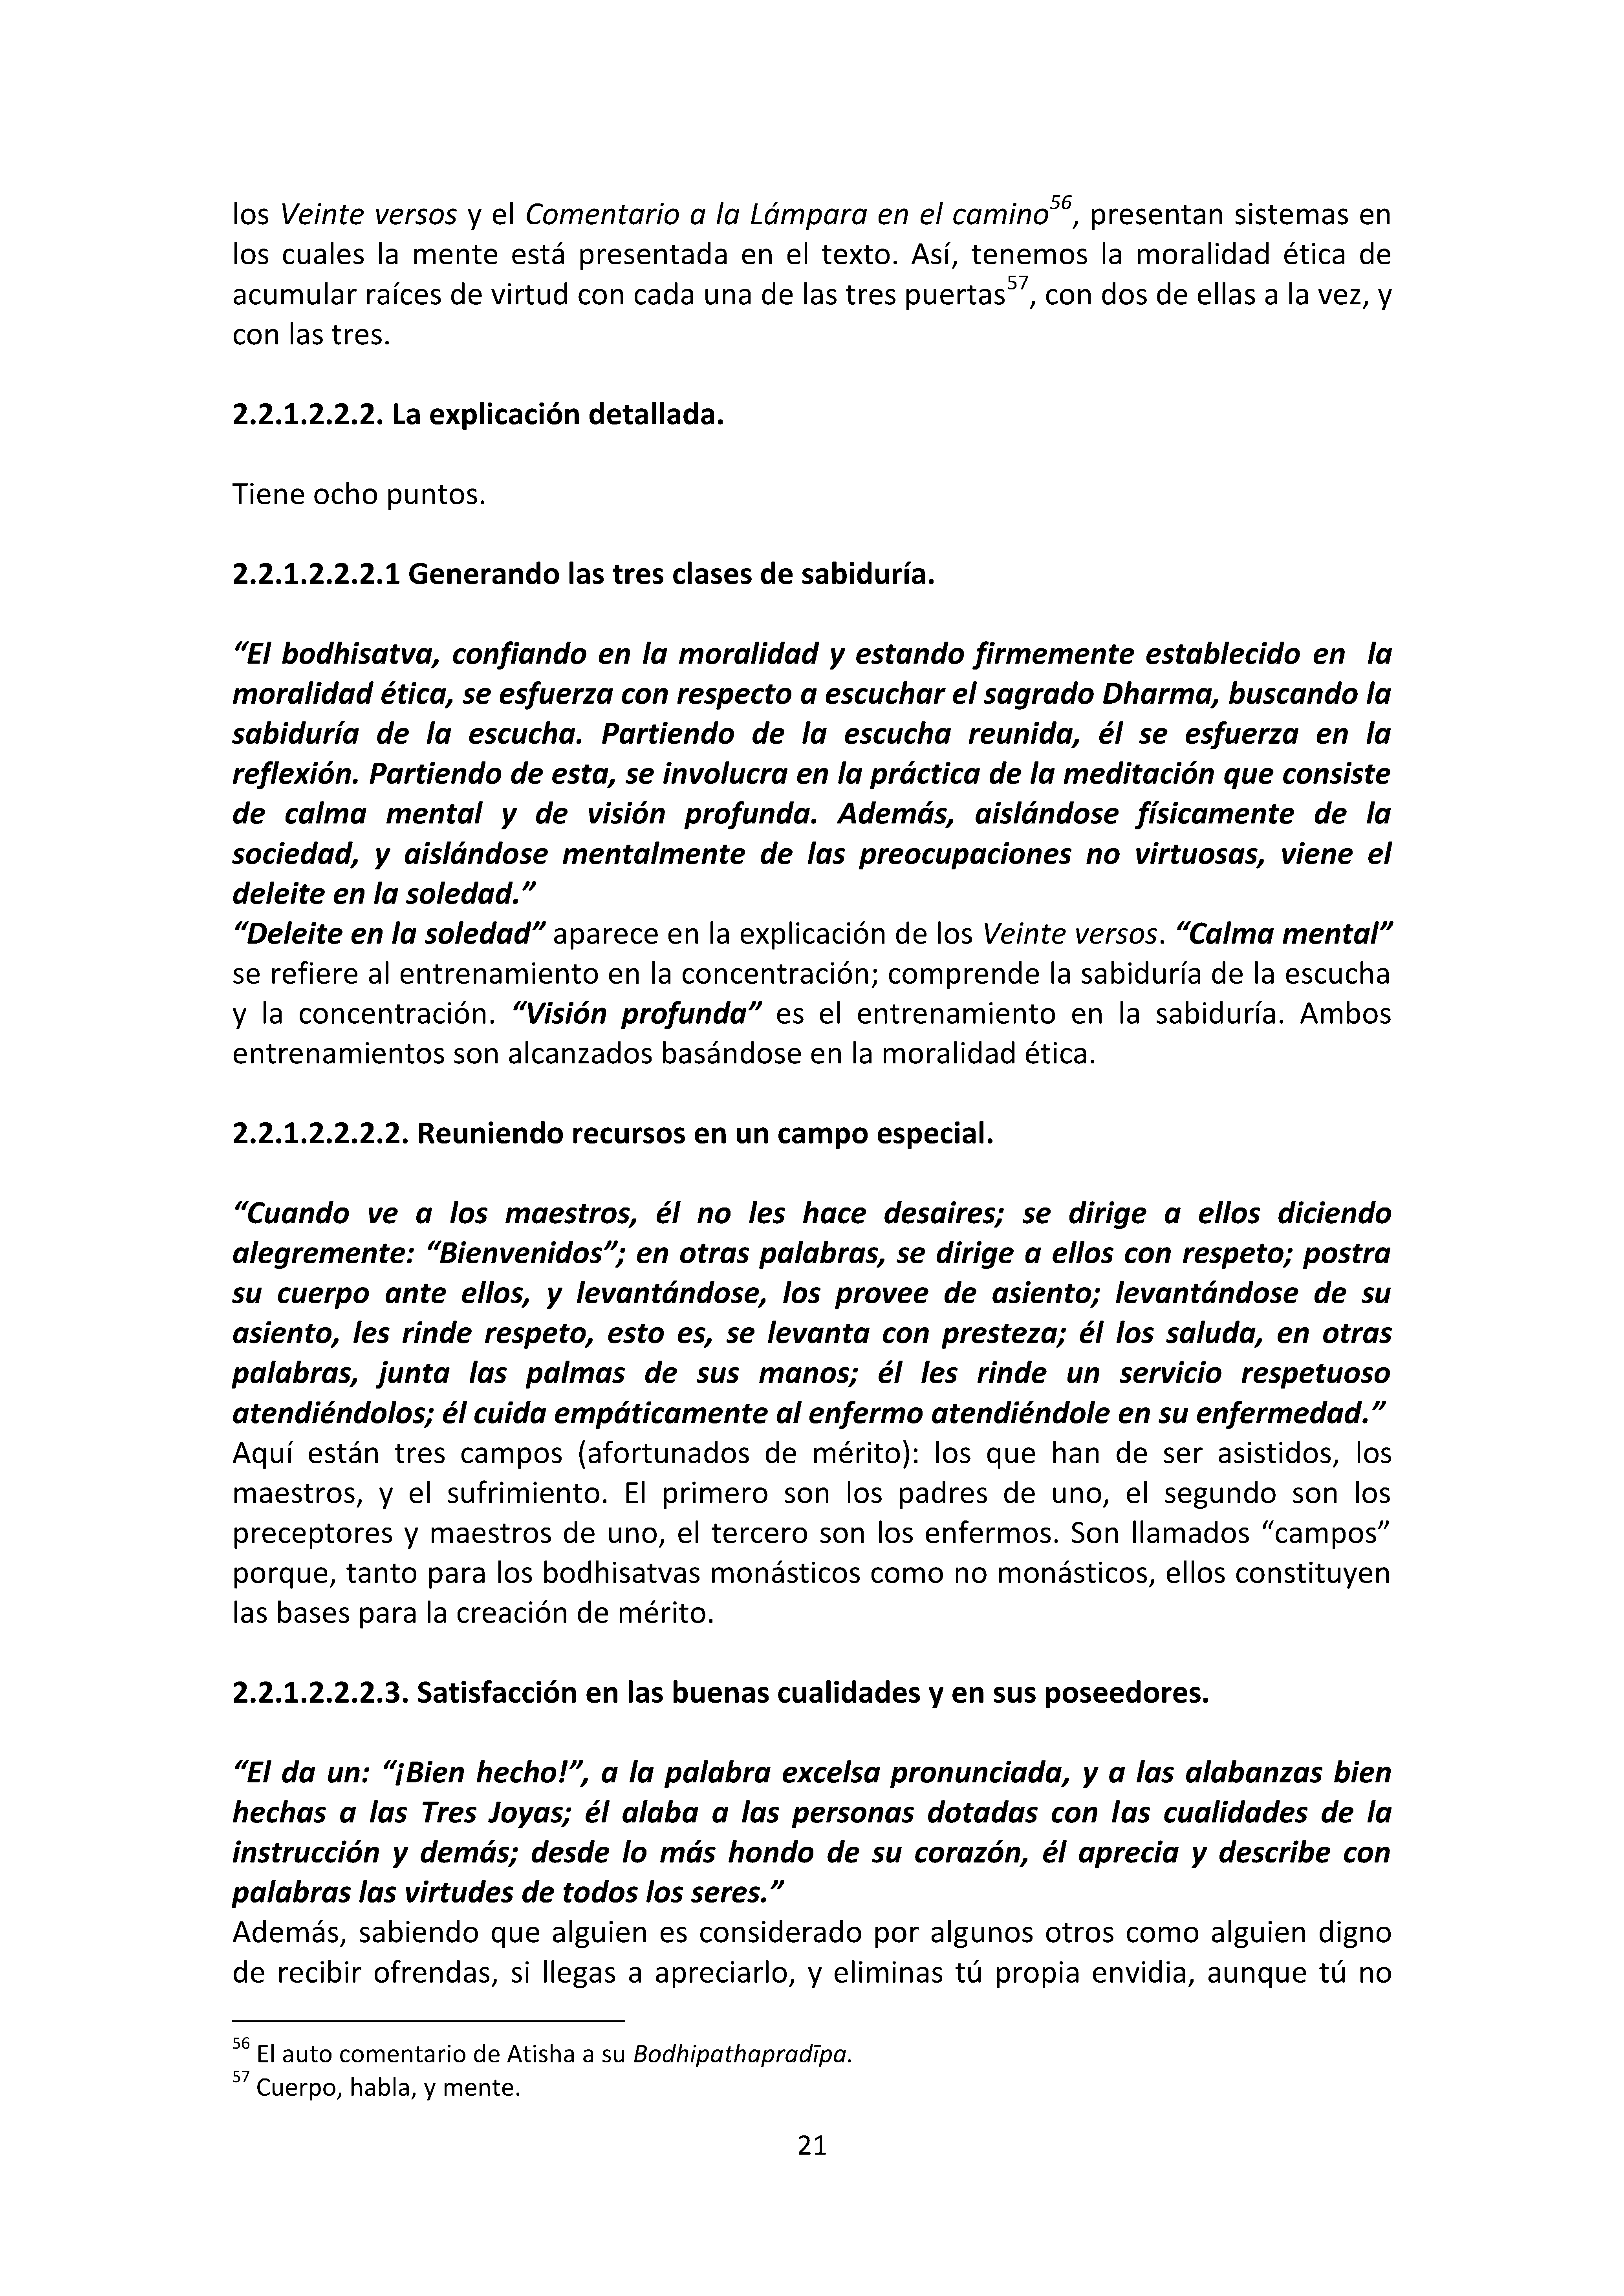 los Veinte versos y el Comentario a la Lámpara en el camino56, presentan sistemas en
los cuales la mente está presentada en el texto. Así, tenemos la moralidad ética de
acumular raíces de virtud con cada una de las tres puertas57, con dos de ellas a la vez, y
con las tres.
2.2.1.2.2.2. La explicación detallada.
Tiene ocho puntos.
2.2.1.2.2.2.1 Generando las tres clases de sabiduría.
“El bodhisatva, confiando en la moralidad y estando firmemente establecido en la
moralidad ética, se esfuerza con respecto a escuchar el sagrado Dharma, buscando la
sabiduría de la escucha. Partiendo de la escucha reunida, él se esfuerza en la
reflexión. Partiendo de esta, se involucra en la práctica de la meditación que consiste
de calma mental y de visión profunda. Además, aislándose físicamente de la
sociedad, y aislándose mentalmente de las preocupaciones no virtuosas, viene el
deleite en la soledad.”
“Deleite en la soledad” aparece en la explicación de los Veinte versos. “Calma mental”
se refiere al entrenamiento en la concentración; comprende la sabiduría de la escucha
y la concentración. “Visión profunda” es el entrenamiento en la sabiduría. Ambos
entrenamientos son alcanzados basándose en la moralidad ética.
2.2.1.2.2.2.2. Reuniendo recursos en un campo especial.
“Cuando ve a los maestros, él no les hace desaires; se dirige a ellos diciendo
alegremente: “Bienvenidos”; en otras palabras, se dirige a ellos con respeto; postra
su cuerpo ante ellos, y levantándose, los provee de asiento; levantándose de su
asiento, les rinde respeto, esto es, se levanta con presteza; él los saluda, en otras
palabras, junta las palmas de sus manos; él les rinde un servicio respetuoso
atendiéndolos; él cuida empáticamente al enfermo atendiéndole en su enfermedad.”
Aquí están tres campos (afortunados de mérito): los que han de ser asistidos, los
maestros, y el sufrimiento. El primero son los padres de uno, el segundo son los
preceptores y maestros de uno, el tercero son los enfermos. Son llamados “campos”
porque, tanto para los bodhisatvas monásticos como no monásticos, ellos constituyen
las bases para la creación de mérito.
2.2.1.2.2.2.3. Satisfacción en las buenas cualidades y en sus poseedores.
“El da un: “¡Bien hecho!”, a la palabra excelsa pronunciada, y a las alabanzas bien
hechas a las Tres Joyas; él alaba a las personas dotadas con las cualidades de la
instrucción y demás; desde lo más hondo de su corazón, él aprecia y describe con
palabras las virtudes de todos los seres.”
Además, sabiendo que alguien es considerado por algunos otros como alguien digno
de recibir ofrendas, si llegas a apreciarlo, y eliminas tú propia envidia, aunque tú no
56 El auto comentario de Atisha a su Bodhipathapradīpa.
57 Cuerpo, habla, y mente.
21